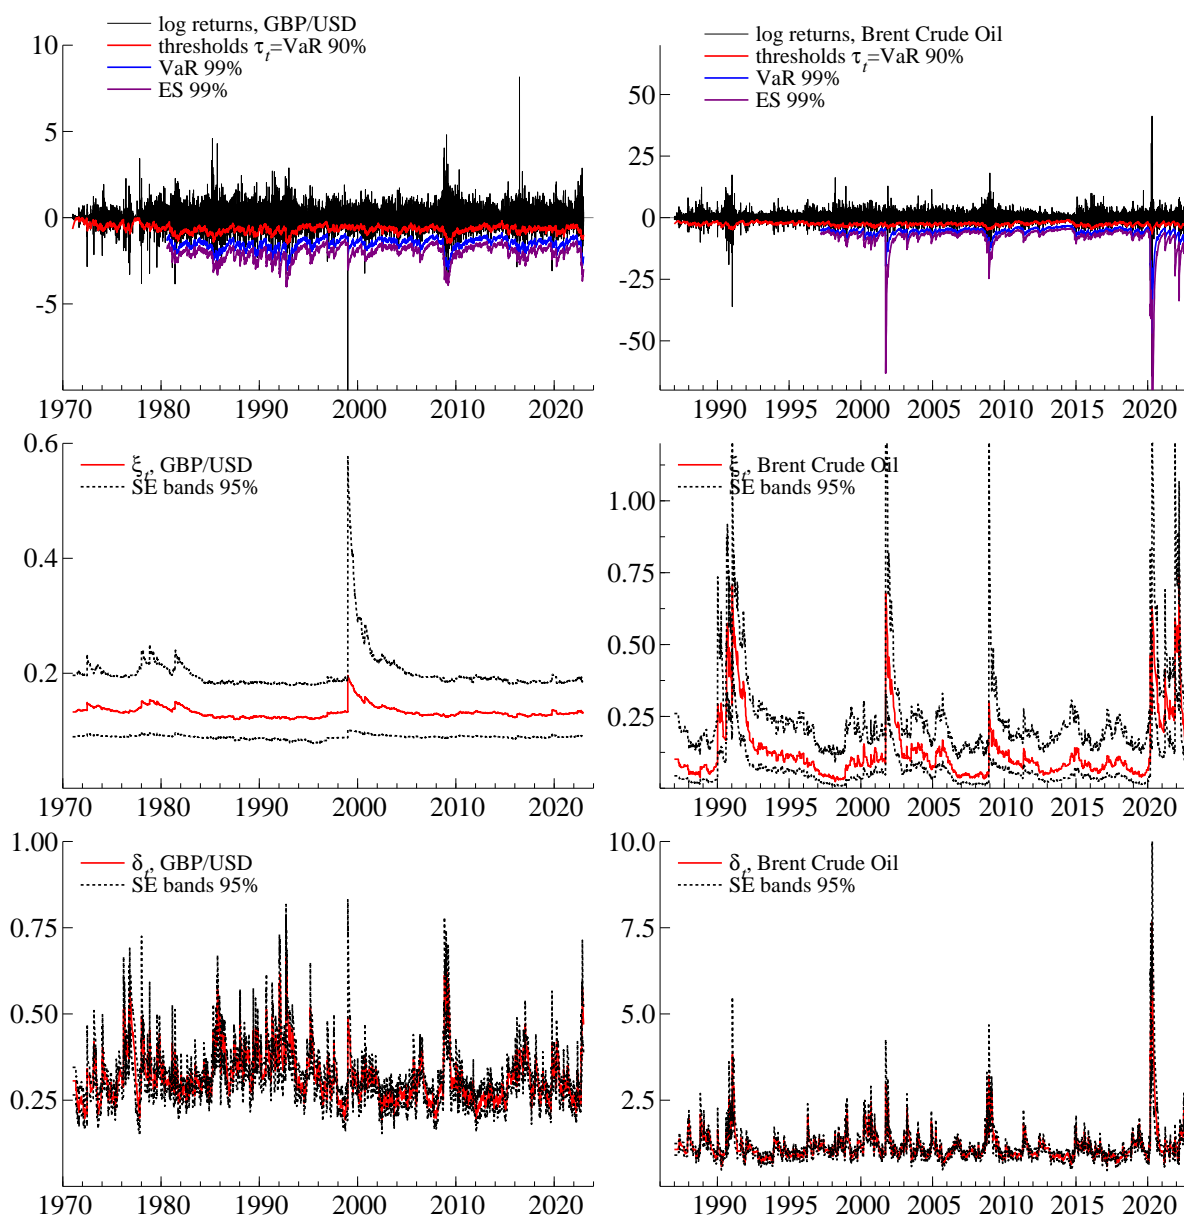 log returns, GBP/USD
thresholds τt=VaR 90%
VaR 99%
ES 99%
10
5
0
-5
1970 1980 1990 2000 2010 2020
log returns, Brent Crude Oil
thresholds τt=VaR 90%
VaR 99%
ES 99%
50
25
0
-25
-50
1990 1995 2000 2005 2010 2015 2020
ξt, GBP/USD
SE bands 95%
0.6
0.4
0.2
1970 1980 1990 2000 2010 2020
ξt, Brent Crude Oil
SE bands 95%
1.00
0.75
0.50
0.25
1990 1995 2000 2005 2010 2015 2020
δt, GBP/USD
SE bands 95%
1.00
0.75
0.50
0.25
1970 1980 1990 2000 2010 2020
δt, Brent Crude Oil
SE bands 95%
10.0
7.5
5.0
2.5
1990 1995 2000 2005 2010 2015 2020